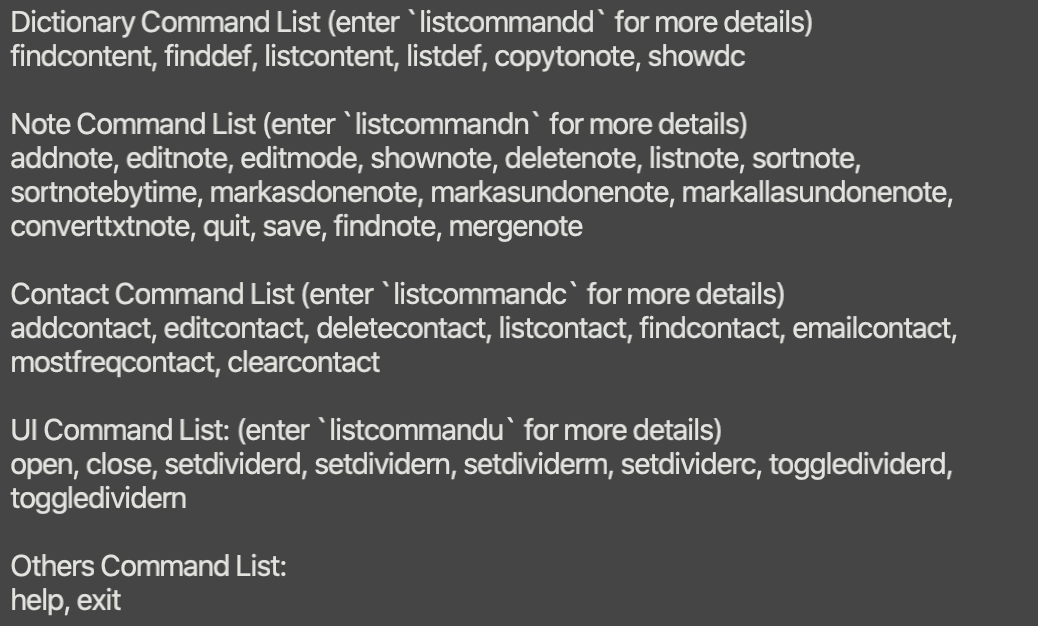 Dictionary Command List (enter `listcommandd` for more details)
findcontent, finddef, listcontent, listdef, copytonote, showdc
Note Command List (enter `listcommandn` for more details)
addnote, editnote, editmode, shownote, deletenote, listnote, sortnote,
sortnotebytime, markasdonenote, markasundonenote, markallasundonenote,
converttxtnote, quit, save, findnote, mergenote
Contact Command List (enter `listcommandc` for more details)
addcontact, editcontact, deletecontact, listcontact, findcontact, emailcontact,
mostfreqcontact, clearcontact
UI Command List: (enter `listcommandu` for more details)
open, close, setdividerd, setdividern, setdividerm, setdividerc, toggledividerd,
toggledividern
Others Command List:
help, exit